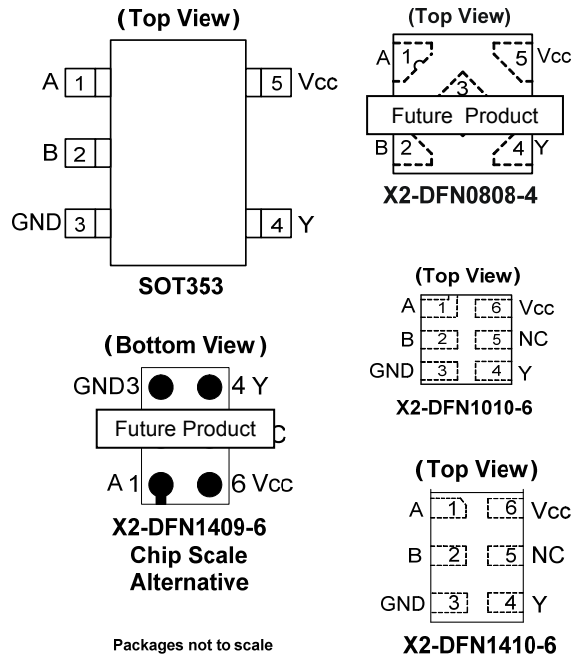 (Top View)
A 1 5 Vcc
B 2
GND 3 4 Y
SOT353
(Top View)
A 1 5 Vcc
3
Future Product
B 2 4 Y
X2-DFN0808-4
(Top View)
A 1 6 Vcc
B 2 5 NC
GND 3 4 Y
X2-DFN1010-6
(Bottom View)
GND3 4 Y
Future Product
A 1 6 Vcc
X2-DFN1409-6
Chip Scale
Alternative
(Top View)
A 1 6 Vcc
B 2 5 NC
GND 3 4 Y
X2-DFN1410-6
Packages not to scale